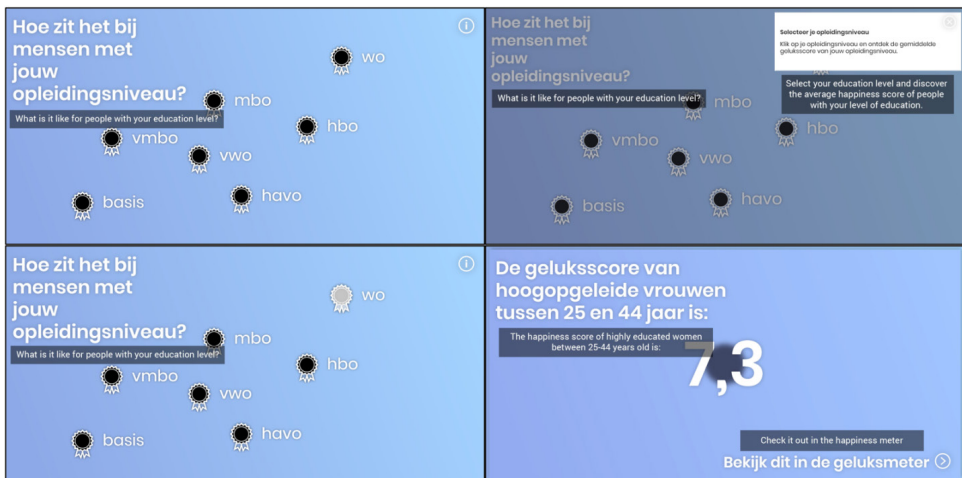 Hoe zit het bij
mensen met
jouw
opleidingsniveau?
What is it like for people with your education level?
wo
mbo
hbo
vmbo
vwo
havo
basis
Hoe zit het bij
mensen met
jouw
opleidingsniveau?
What is it like for people with your education level?
Selecteer je opleidingsniveau
Klik op je opleidingsniveau en ontdek de gemiddelde
geluksscore van jouw opleidingsniveau.
Select your education level and discover
the average happiness score of people
with your level of education.
mbo
hbo
vmbo
vwo
havo
basis
Hoe zit het bij
mensen met
jouw
opleidingsniveau?
What is it like for people with your education level?
wo
mbo
hbo
vmbo
vwo
havo
basis
De geluksscore van
hoogopgeleide vrouwen
tussen 25 en 44 jaar is:
The happiness score of highly educated women
between 25-44 years old is:
7,3
Check it out in the happiness meter
Bekijk dit in de geluksmeter